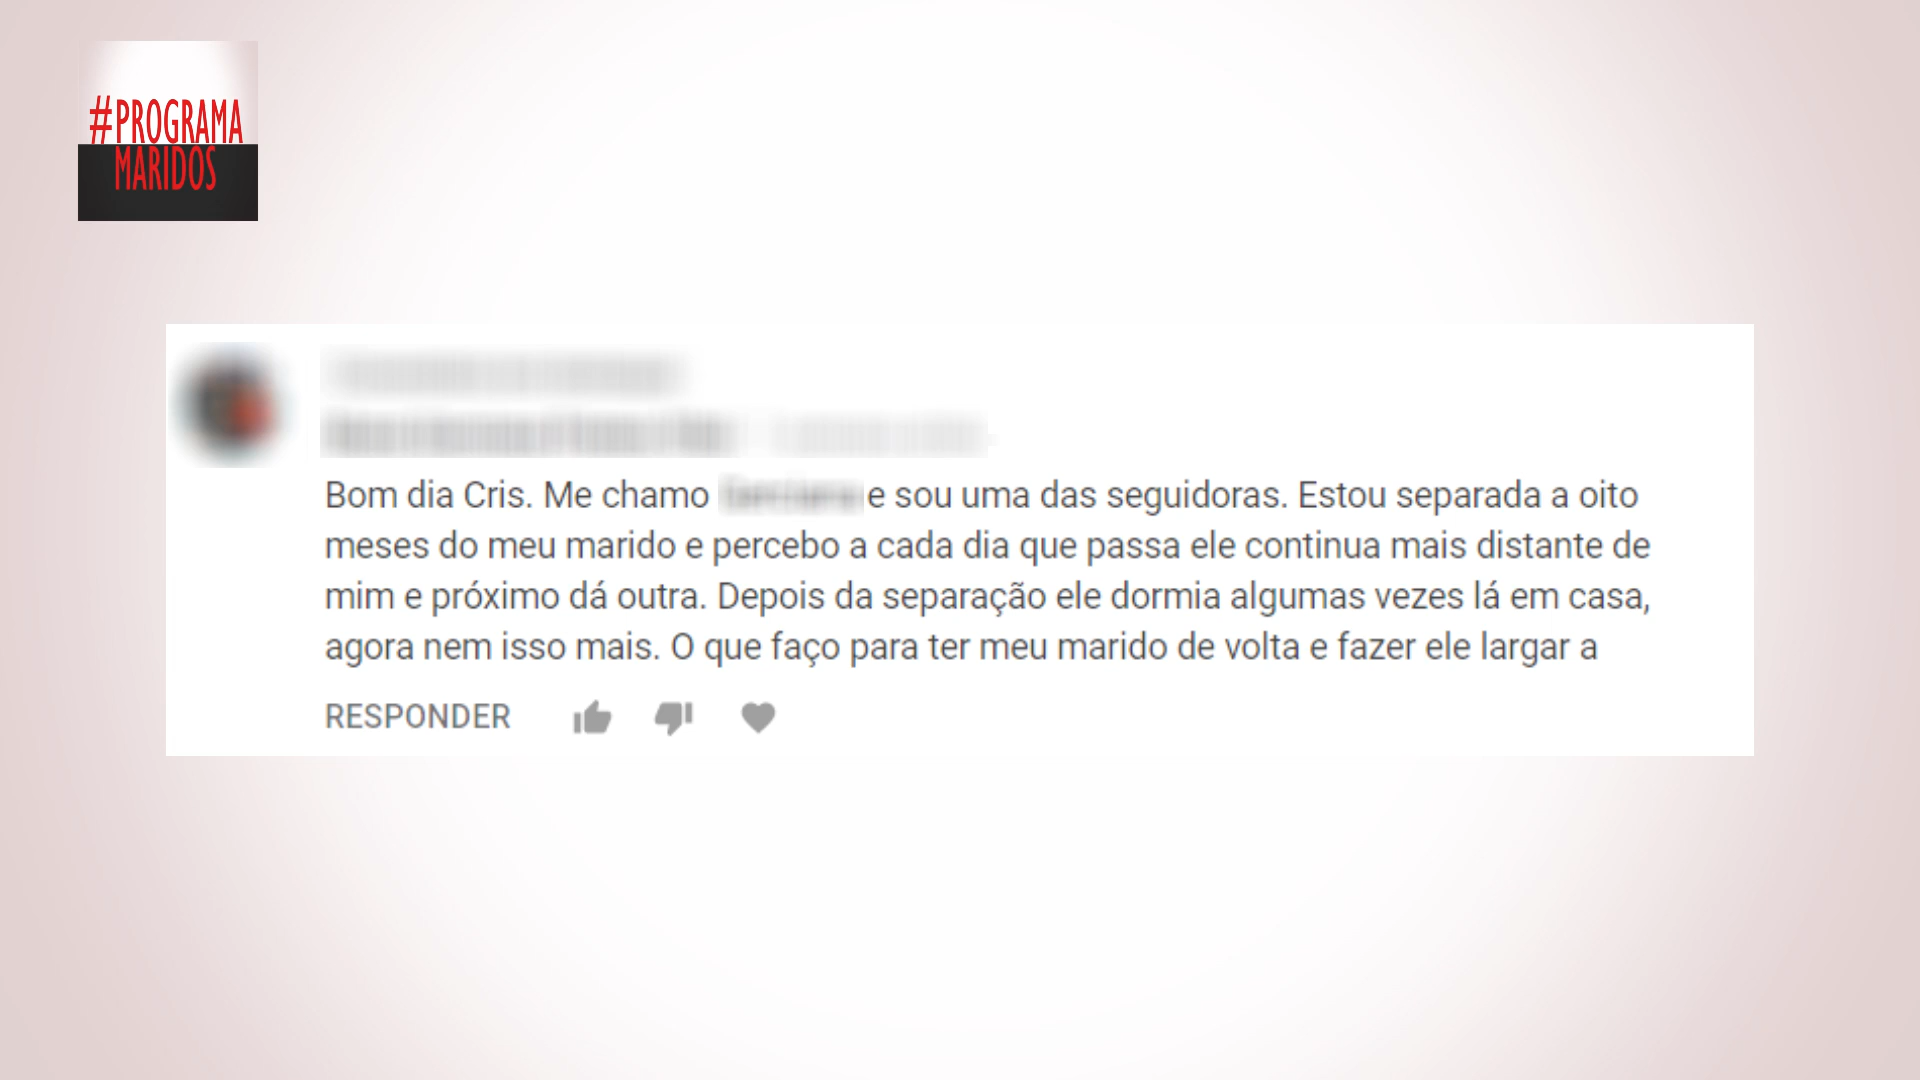 #PROGRAMA
MARIDOS
Bom dia Cris. Me chamo e sou uma das seguidoras. Estou separada a oito
meses do meu marido e percebo a cada dia que passa ele continua mais distante de
mim e próximo dá outra. Depois da separação ele dormia algumas vezes lá em casa,
agora nem isso mais. O que faço para ter meu marido de volta e fazer ele largar a
RESPONDER